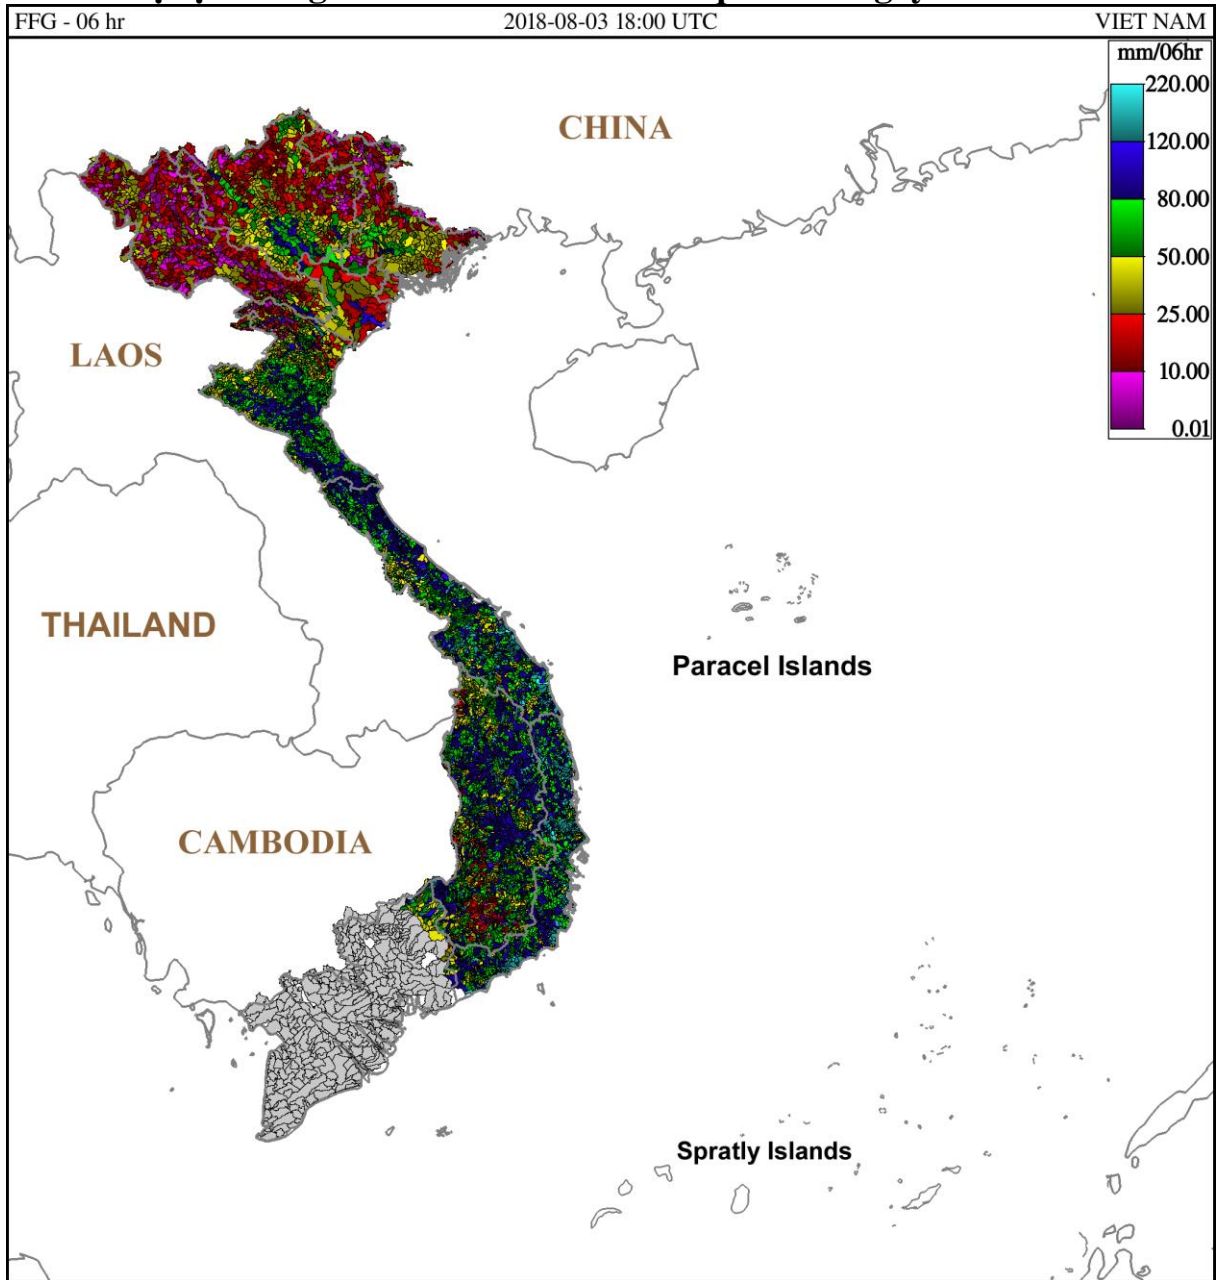 FFG - 06 hr 2018-08-03 18:00 UTC VIET NAM
mm/06hr
220.00
120.00
80.00
50.00
25.00
10.00
0.01
CHINA
LAOS
THAILAND
Paracel Islands
CAMBODIA
Spratly Islands